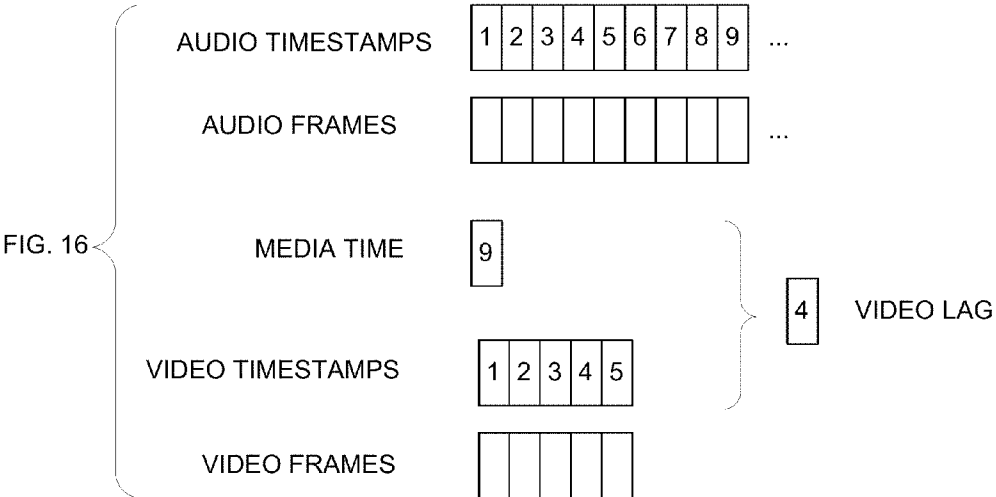 AUDIO TIMESTAMPS 1 2 3 4 5 6 7 8 9 ...
AUDIO FRAMES ...
FIG. 16
MEDIA TIME 9
4 VIDEO LAG
VIDEO TIMESTAMPS 1 2 3 4 5
VIDEO FRAMES